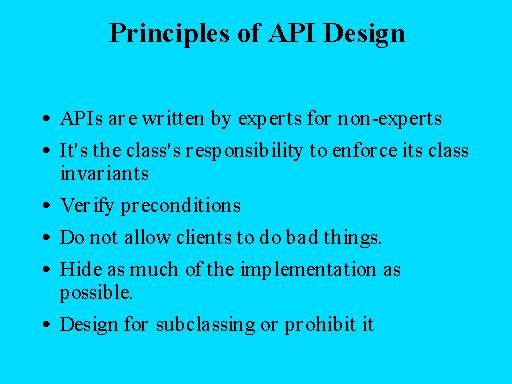 Principles of API Design
• APIs are written by experts for non-experts
• It's the class's responsibility to enforce its class
invariants
• Verify preconditions
• Do not allow clients to do bad things.
• Hide as much of the implementation as
possible.
• Design for subclassing or prohibit it